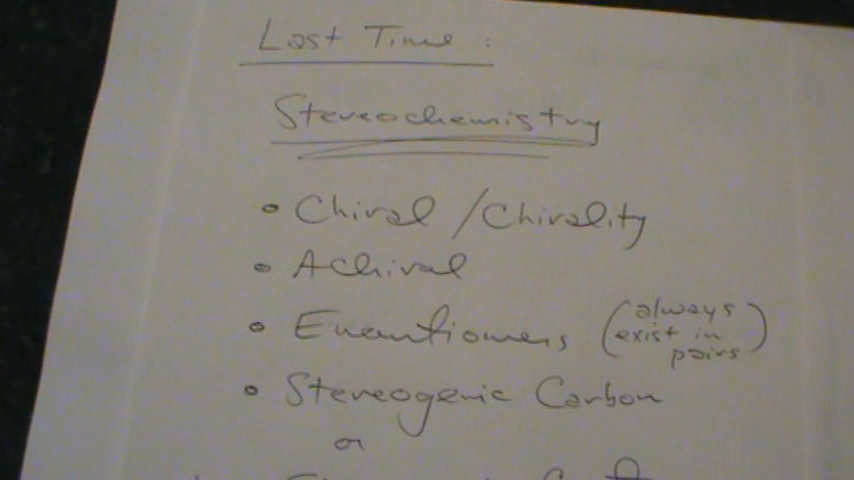 Last Time :
Stereochemistry
• Chiral / Chirality
• Achiral
• Enantiomers (always exist in pairs)
• Stereogenic Carbon
or